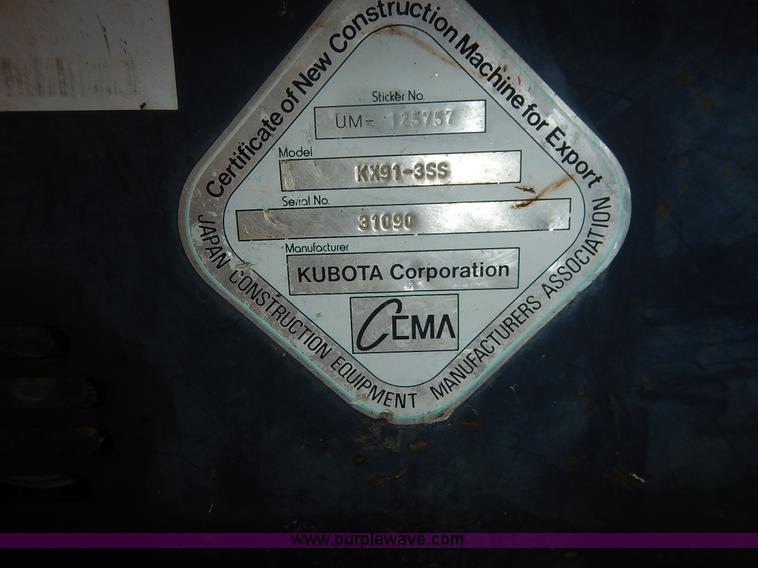 Certificate of New Construction Machine for Export
Sticker No.
UM- 125757
Model
KX91-3SS
Serial No.
31090
Manufacturer
KUBOTA Corporation
CEMA
JAPAN CONSTRUCTION EQUIPMENT MANUFACTURERS ASSOCIATION
www.purplewave.com